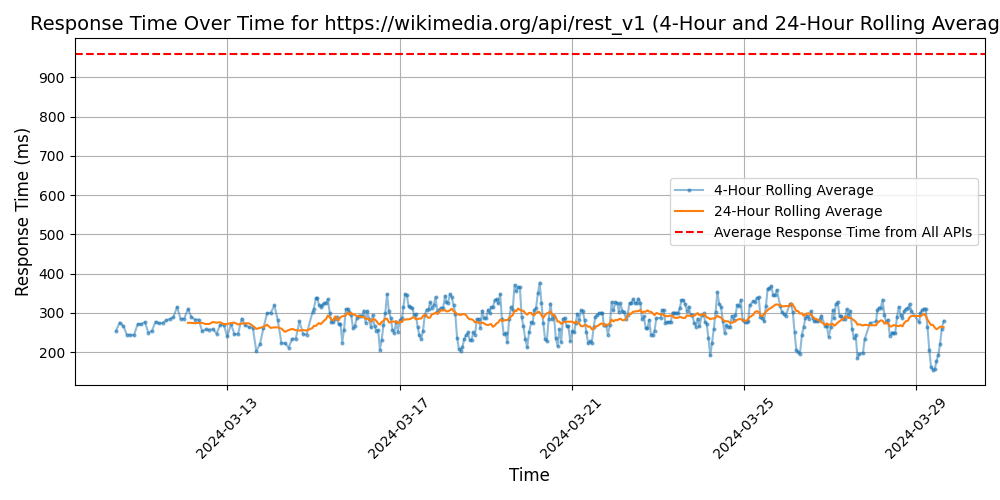 Response Time Over Time for https://wikimedia.org/api/rest_v1 (4-Hour and 24-Hour Rolling Averag
Response Time (ms)
900
800
700
600
500
400
300
200
4-Hour Rolling Average
24-Hour Rolling Average
Average Response Time from All APIs
2024-03-13
2024-03-17
2024-03-21
2024-03-25
2024-03-29
Time